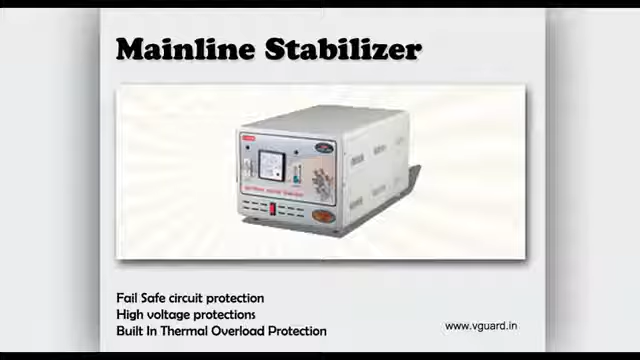 Mainline Stabilizer
Fail Safe circuit protection
High voltage protections
Built In Thermal Overload Protection
www.vguard.in